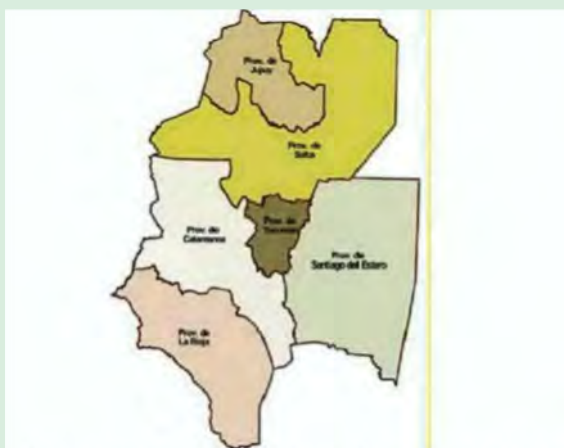 Prov. de
Jujuy
Prov. de
Salta
Prov. de
Tucumán
Prov. de
Catamarca
Prov. de
Santiago del Estero
Prov. de
La Rioja